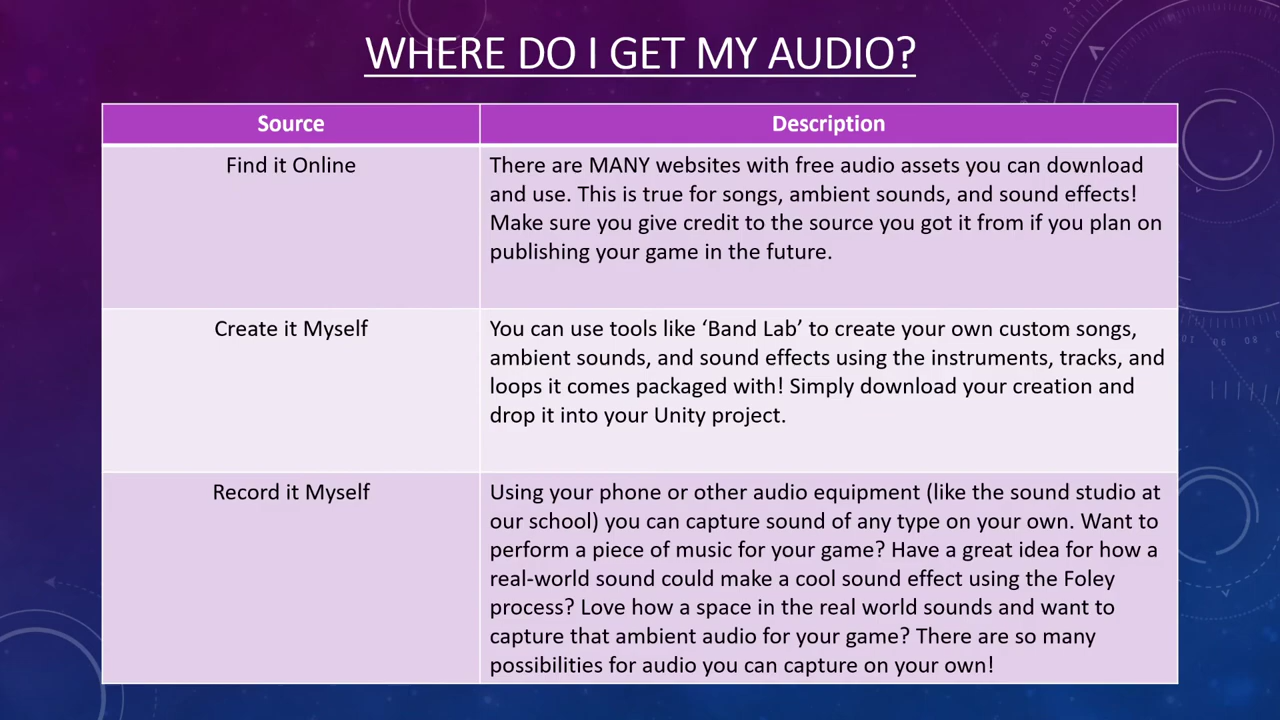 WHERE DO I GET MY AUDIO?
Source
Description
Find it Online
There are MANY websites with free audio assets you can download
and use. This is true for songs, ambient sounds, and sound effects!
Make sure you give credit to the source you got it from if you plan on
publishing your game in the future.
Create it Myself
You can use tools like ‘Band Lab’ to create your own custom songs,
ambient sounds, and sound effects using the instruments, tracks, and
loops it comes packaged with! Simply download your creation and
drop it into your Unity project.
Record it Myself
Using your phone or other audio equipment (like the sound studio at
our school) you can capture sound of any type on your own. Want to
perform a piece of music for your game? Have a great idea for how a
real-world sound could make a cool sound effect using the Foley
process? Love how a space in the real world sounds and want to
capture that ambient audio for your game? There are so many
possibilities for audio you can capture on your own!